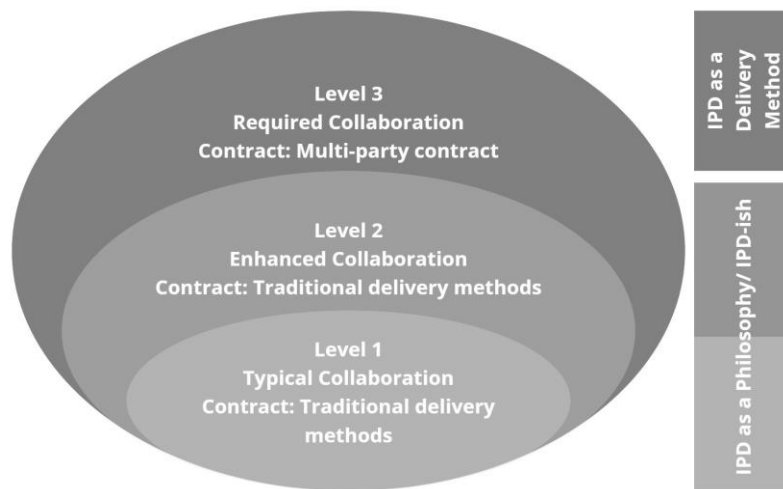 Level 3
Required Collaboration
Contract: Multi-party contract
Level 2
Enhanced Collaboration
Contract: Traditional delivery methods
Level 1
Typical Collaboration
Contract: Traditional delivery
methods
IPD as a
Delivery
Method
IPD as a Philosophy/ IPD-ish